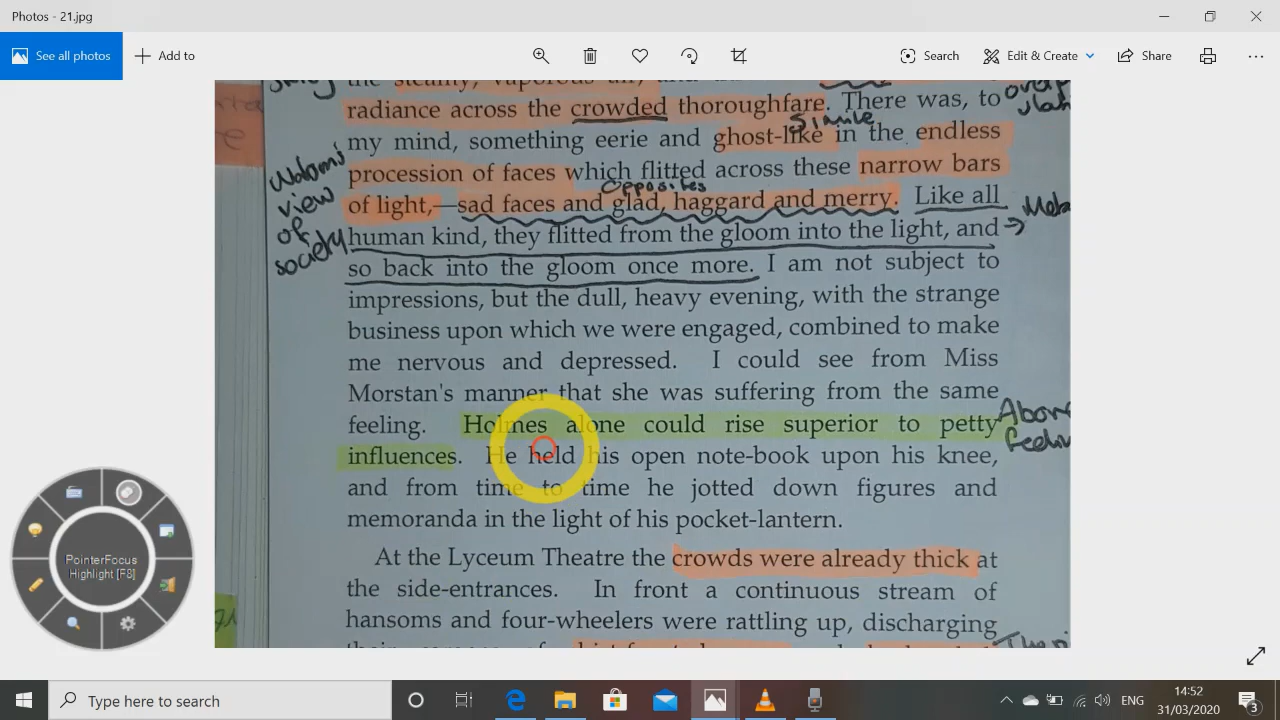 Photos - 21.jpg
See all photos
Add to
Search
Edit & Create
Share
the steamy, vaporous
radiance across the crowded thoroughfare. There was, to
Simile
my mind, something eerie and ghost-like in the endless
procession of faces which flitted across these narrow bars
view
of
society
Opposites
of light,—sad faces and glad, haggard and merry. Like all
human kind, they flitted from the gloom into the light, and
so back into the gloom once more. I am not subject to
impressions, but the dull, heavy evening, with the strange
business upon which we were engaged, combined to make
me nervous and depressed. I could see from Miss
Morstan's manner that she was suffering from the same
feeling. Holmes alone could rise superior to petty
influences. He held his open note-book upon his knee,
and from time to time he jotted down figures and
memoranda in the light of his pocket-lantern.
At the Lyceum Theatre the crowds were already thick at
the side-entrances. In front a continuous stream of
hansoms and four-wheelers were rattling up, discharging
PointerFocus
Highlight [F8]
Type here to search
ENG
14:52
31/03/2020
3